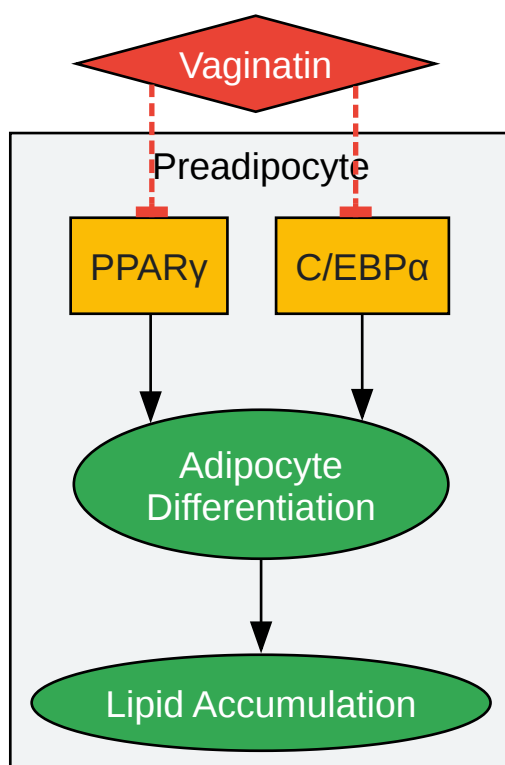 Vaginatin
Preadipocyte
PPARγ
C/EBPα
Adipocyte
Differentiation
Lipid Accumulation